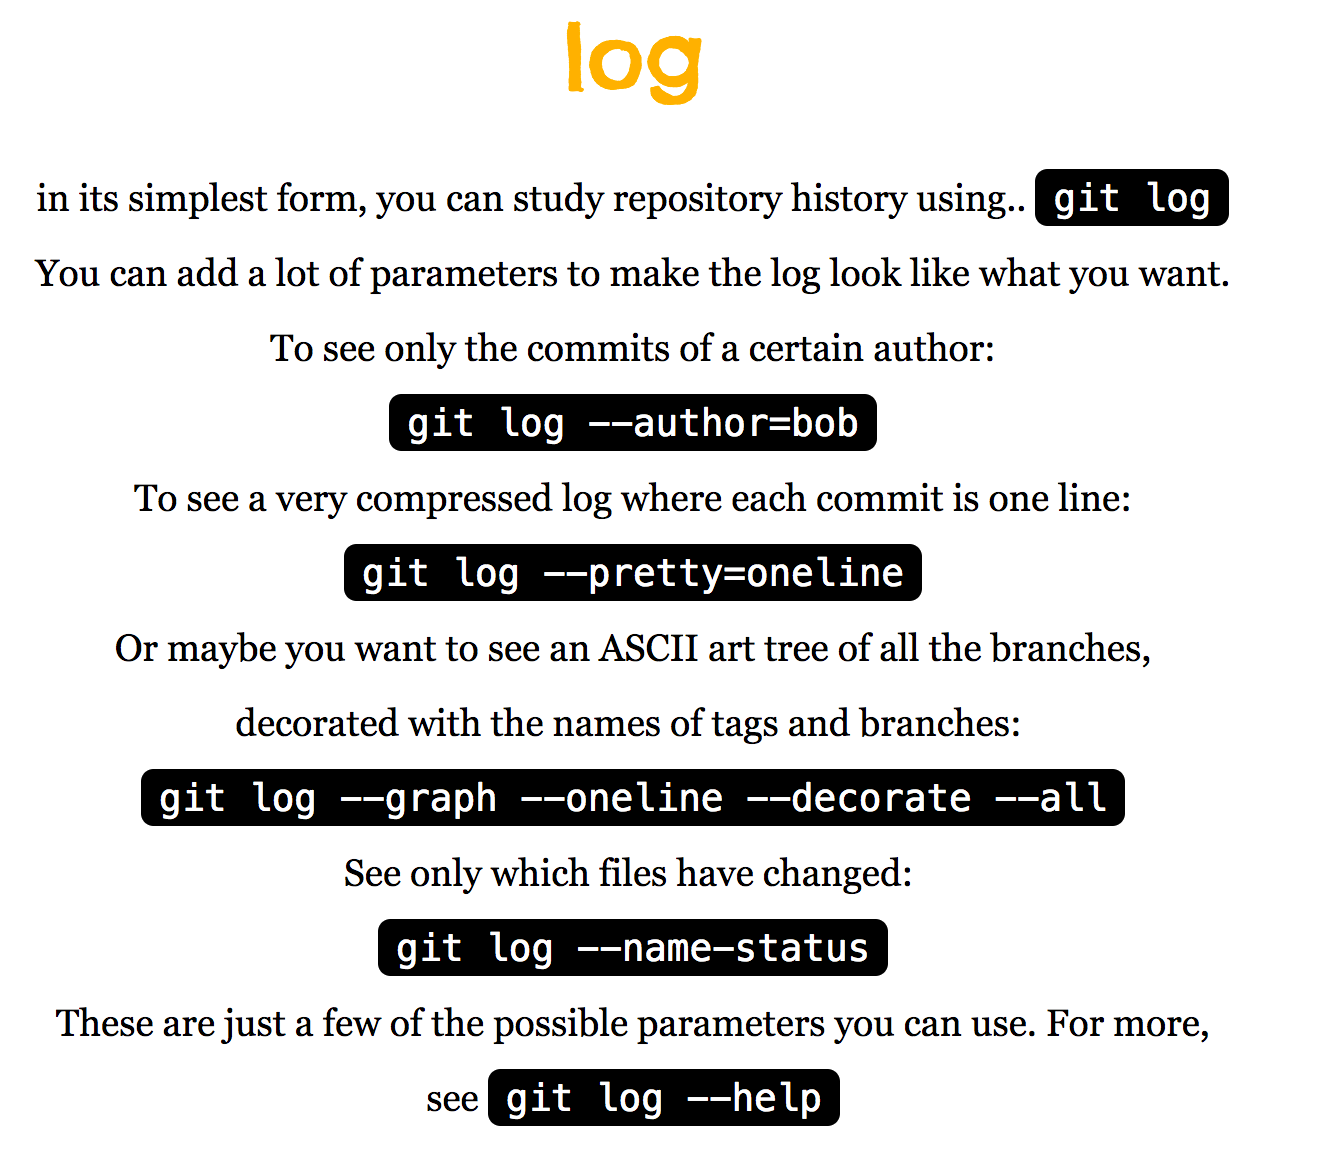 log
in its simplest form, you can study repository history using.. git log
You can add a lot of parameters to make the log look like what you want.
To see only the commits of a certain author:
git log --author=bob
To see a very compressed log where each commit is one line:
git log --pretty=oneline
Or maybe you want to see an ASCII art tree of all the branches,
decorated with the names of tags and branches:
git log --graph --oneline --decorate --all
See only which files have changed:
git log --name-status
These are just a few of the possible parameters you can use. For more,
see git log --help